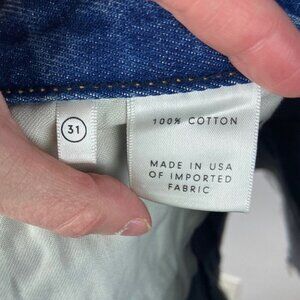 31
100% COTTON
MADE IN USA
OF IMPORTED
FABRIC